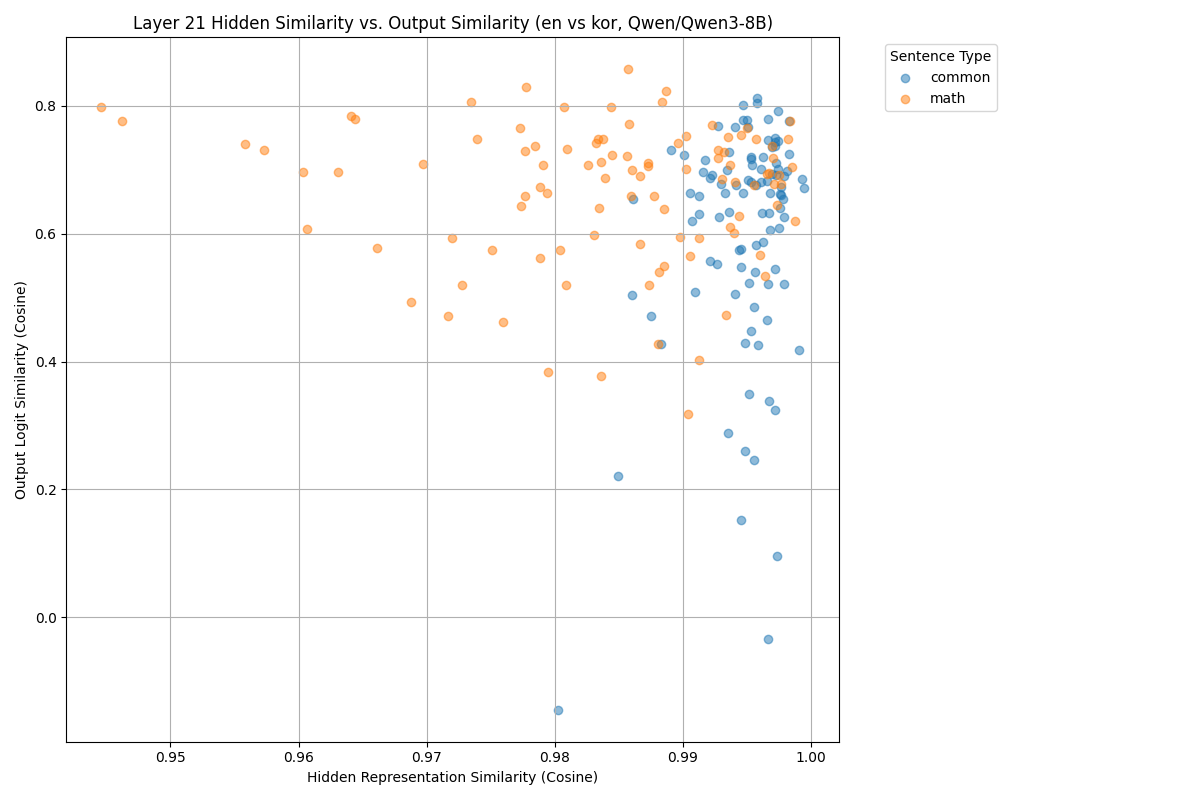 Layer 21 Hidden Similarity vs. Output Similarity (en vs kor, Qwen/Qwen3-8B)
Sentence Type
common
math
Output Logit Similarity (Cosine)
0.8
0.6
0.4
0.2
0.0
0.95
0.96
0.97
0.98
0.99
1.00
Hidden Representation Similarity (Cosine)